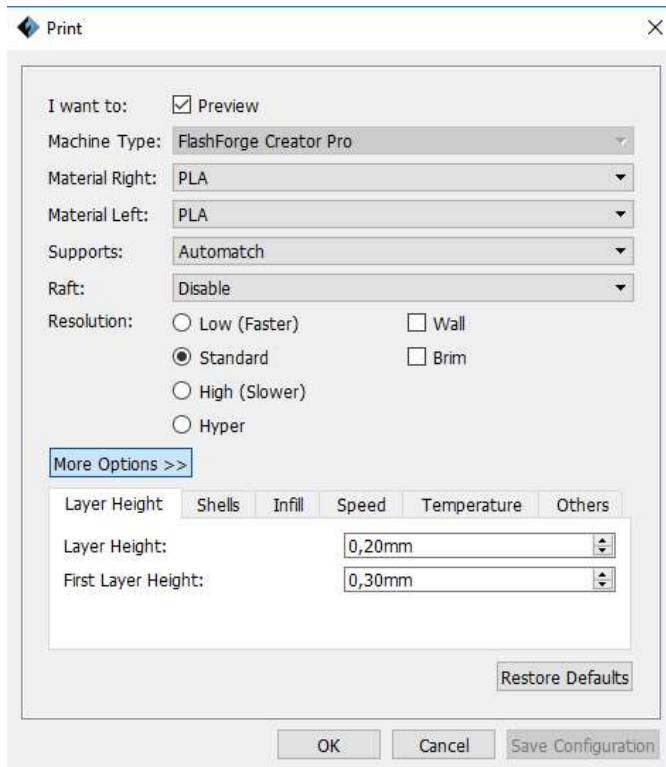 Print
I want to: Preview
Machine Type: FlashForge Creator Pro
Material Right: PLA
Material Left: PLA
Supports: Automatch
Raft: Disable
Resolution: Low (Faster) Wall
Standard Brim
High (Slower)
Hyper
More Options >>
Layer Height Shells Infill Speed Temperature Others
Layer Height: 0,20mm
First Layer Height: 0,30mm
Restore Defaults
OK Cancel Save Configuration